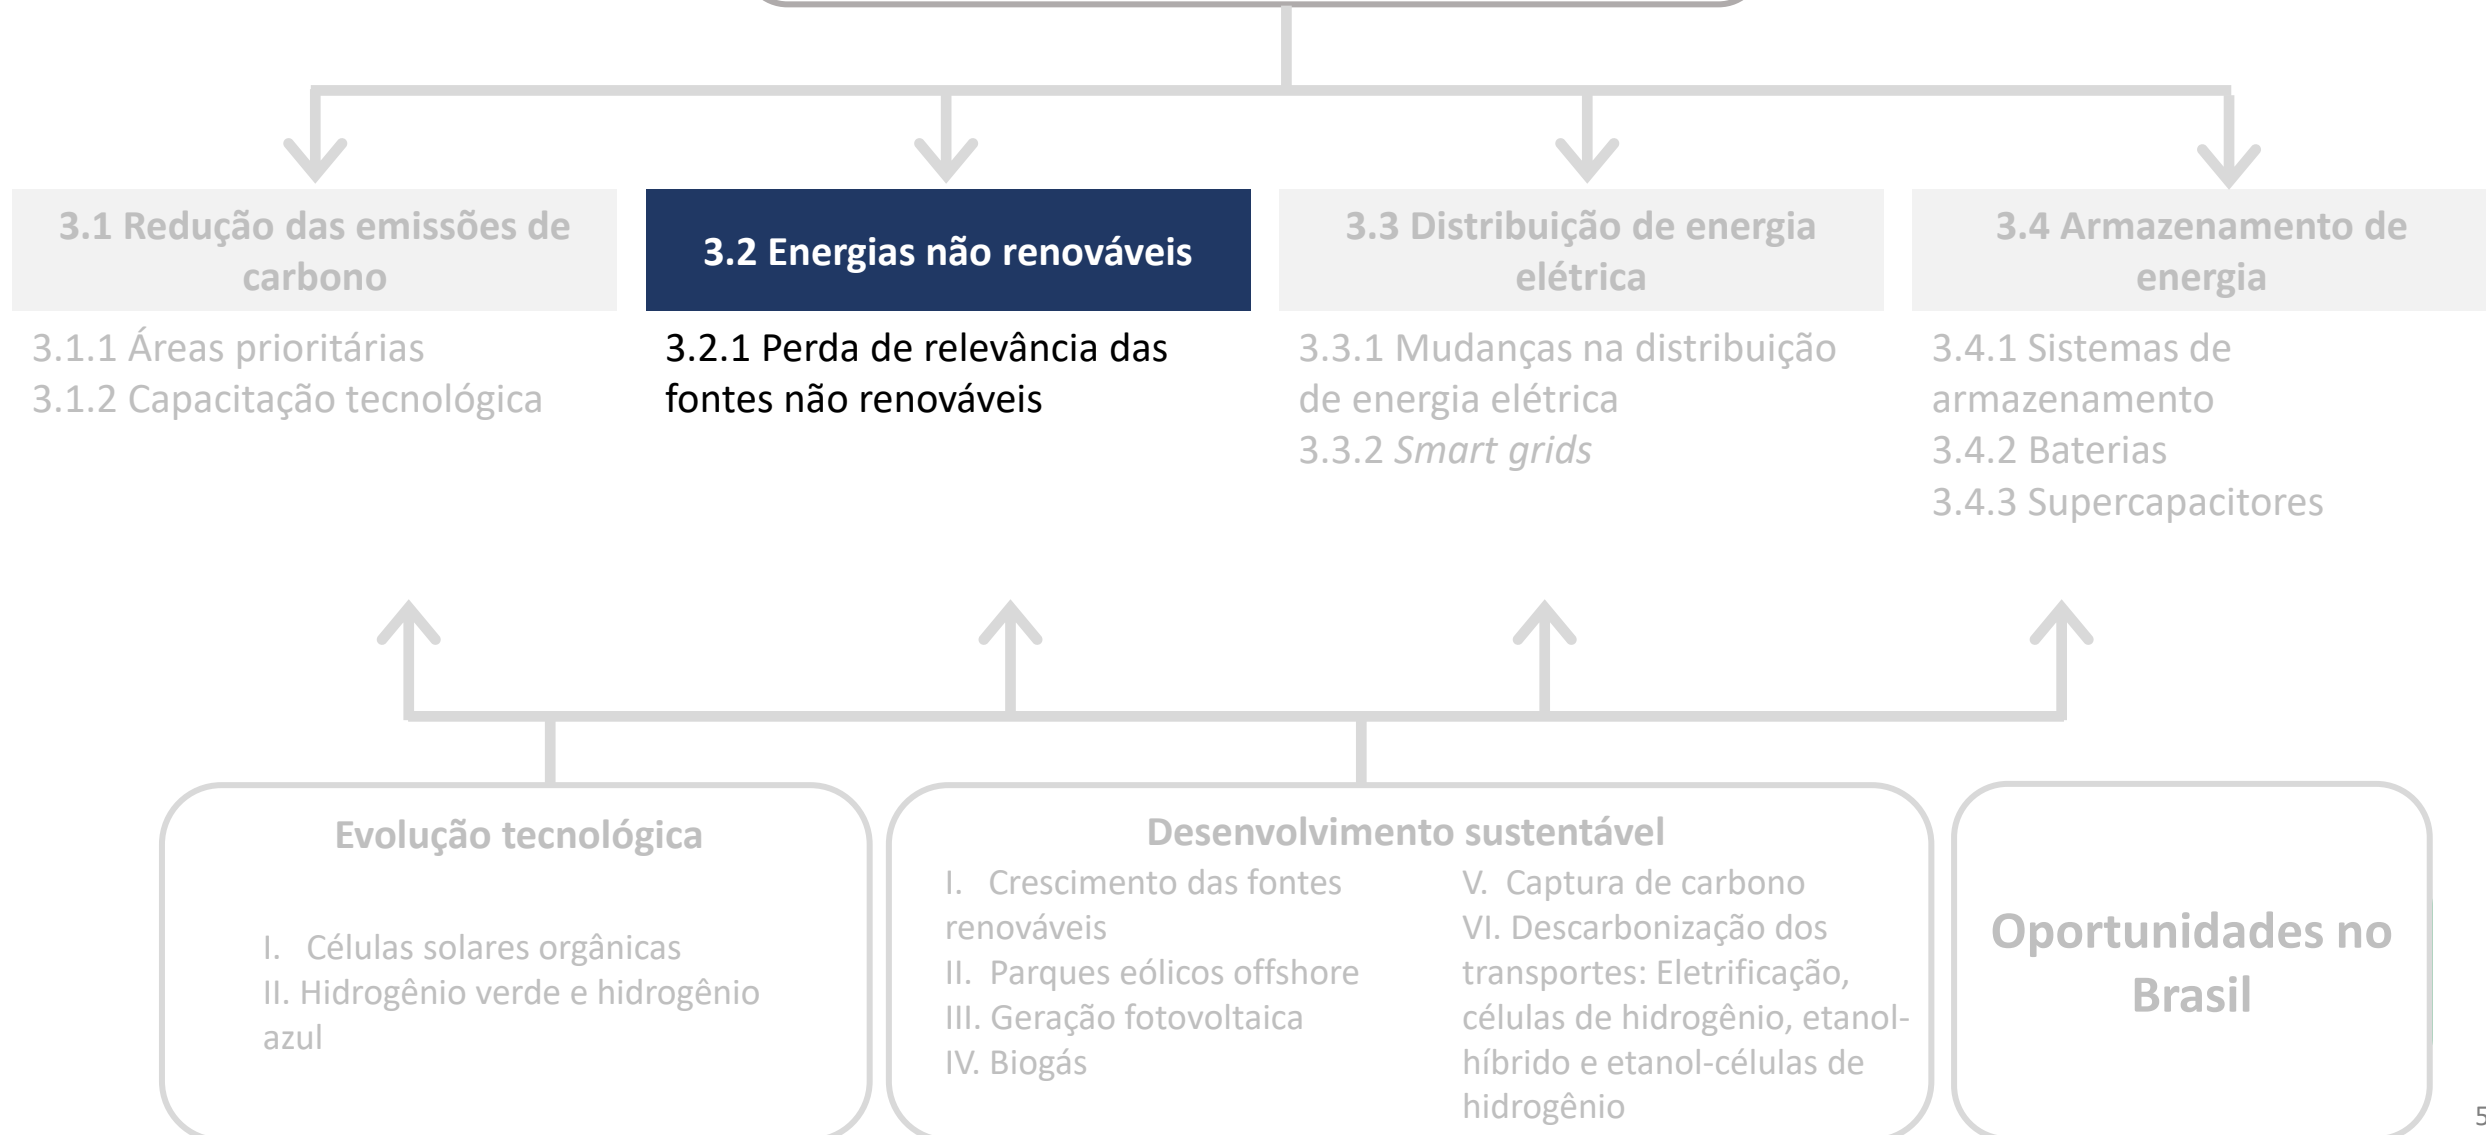 3.1 Redução das emissões de
carbono
3.1.1 Áreas prioritárias
3.1.2 Capacitação tecnológica
3.2 Energias não renováveis
3.2.1 Perda de relevância das
fontes não renováveis
3.3 Distribuição de energia
elétrica
3.3.1 Mudanças na distribuição
de energia elétrica
3.3.2 Smart grids
3.4 Armazenamento de
energia
3.4.1 Sistemas de
armazenamento
3.4.2 Baterias
3.4.3 Supercapacitores
Evolução tecnológica
I. Células solares orgânicas
II. Hidrogênio verde e hidrogênio
azul
Desenvolvimento sustentável
I. Crescimento das fontes
renováveis
II. Parques eólicos offshore
III. Geração fotovoltaica
IV. Biogás
V. Captura de carbono
VI. Descarbonização dos
transportes: Eletrificação,
células de hidrogênio, etanol-
híbrido e etanol-células de
hidrogênio
Oportunidades no
Brasil